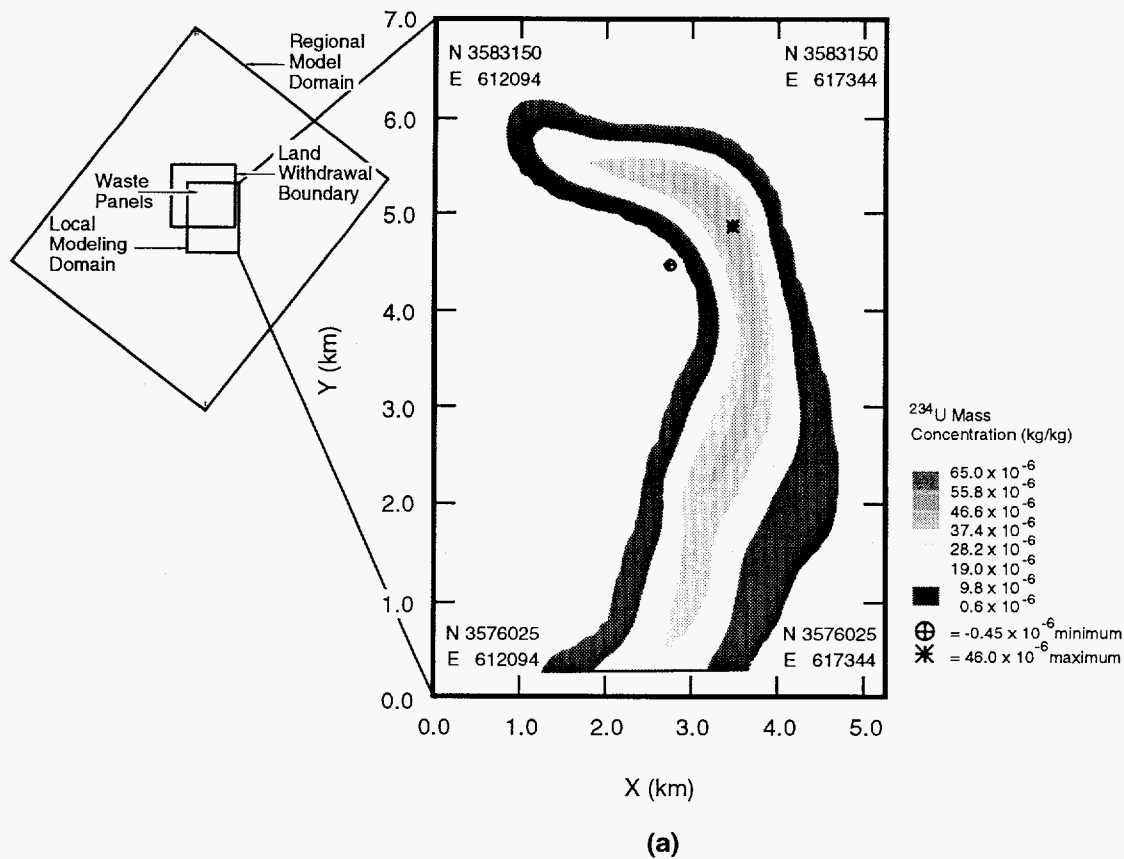 Regional
Model
Domain
Land
Withdrawal
Boundary
Waste
Panels
Local
Modeling
Domain
7.0
6.0
5.0
4.0
3.0
2.0
1.0
0.0
Y (km)
N 3583150
E 612094
N 3583150
E 617344
N 3576025
E 612094
N 3576025
E 617344
0.0 1.0 2.0 3.0 4.0 5.0
X (km)
²³⁴U Mass
Concentration (kg/kg)
65.0 x 10⁻⁶
55.8 x 10⁻⁶
46.6 x 10⁻⁶
37.4 x 10⁻⁶
28.2 x 10⁻⁶
19.0 x 10⁻⁶
9.8 x 10⁻⁶
0.6 x 10⁻⁶
⊕ = -0.45 x 10⁻⁶ minimum
✳ = 46.0 x 10⁻⁶ maximum
(a)